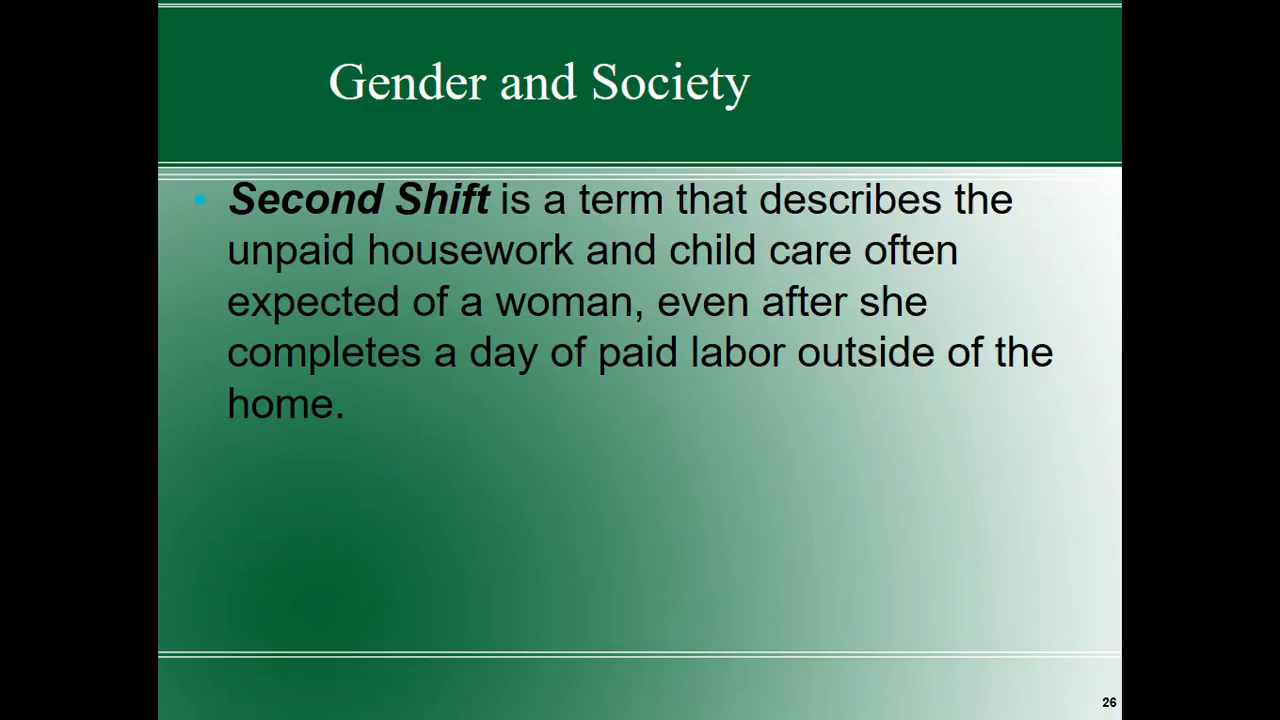 Gender and Society
• Second Shift is a term that describes the
unpaid housework and child care often
expected of a woman, even after she
completes a day of paid labor outside of the
home.
26